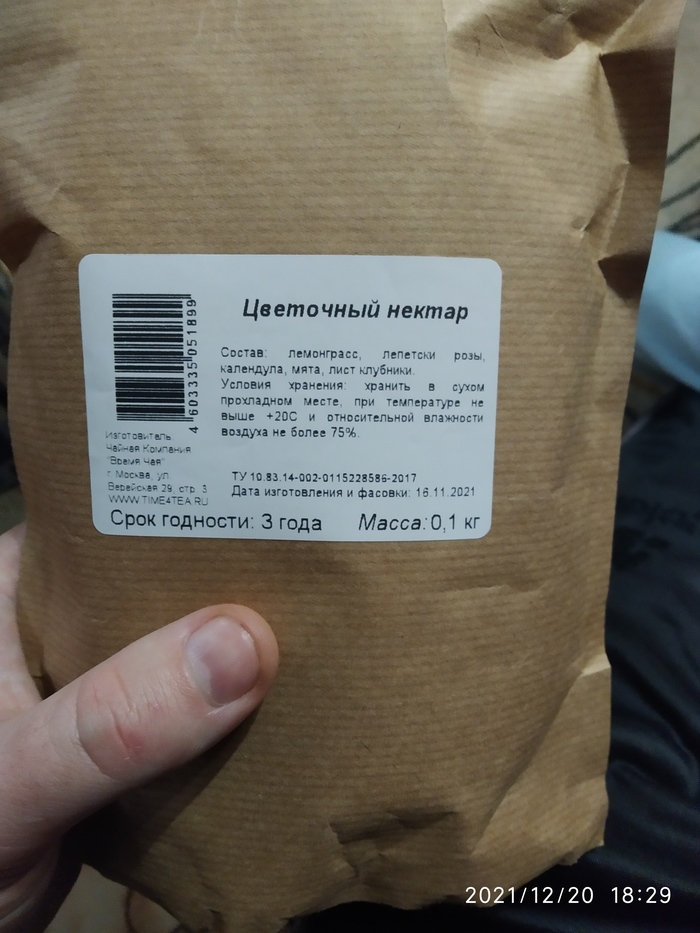 Цветочный нектар
Состав: лемонграсс, лепетски розы,
календула, мята, лист клубники.
Условия хранения: хранить в сухом
прохладном месте, при температуре не
выше +20С и относительной влажности
воздуха не более 75%.
4 603335 051899
Изготовитель
Чайная Компания
"Время Чая"
г. Москва ул.
Верейская 29 стр. 3
WWW.TIME4TEA.RU
ТУ 10.83.14-002-0115228586-2017
Дата изготовления и фасовки: 16.11.2021
Срок годности: 3 года Масса: 0,1 кг
2021/12/20 18:29